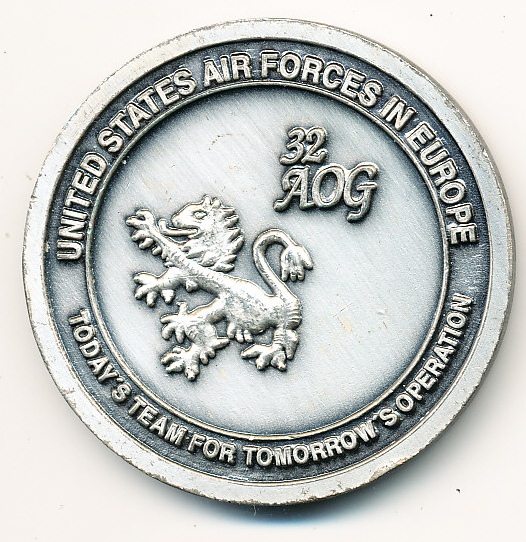 UNITED STATES AIR FORCES IN EUROPE
32
AOG
TODAY'S TEAM FOR TOMORROW'S OPERATION